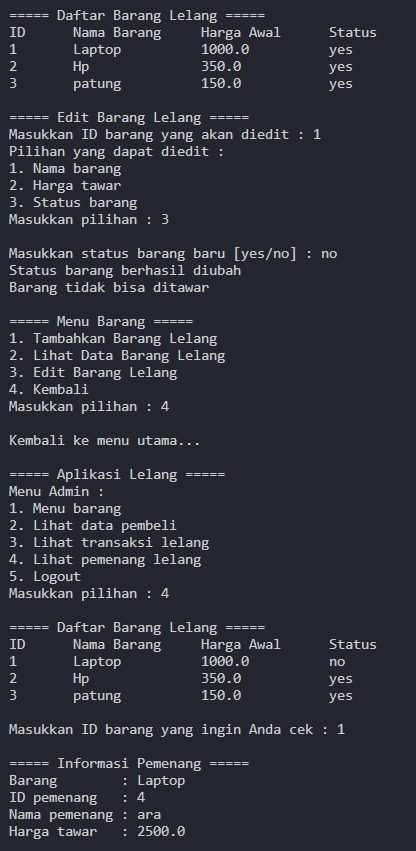 ===== Daftar Barang Lelang =====
ID      Nama Barang     Harga Awal      Status
1       Laptop          1000.0          yes
2       Hp              350.0           yes
3       patung          150.0           yes

===== Edit Barang Lelang =====
Masukkan ID barang yang akan diedit : 1
Pilihan yang dapat diedit :
1. Nama barang
2. Harga tawar
3. Status barang
Masukkan pilihan : 3

Masukkan status barang baru [yes/no] : no
Status barang berhasil diubah
Barang tidak bisa ditawar

===== Menu Barang =====
1. Tambahkan Barang Lelang
2. Lihat Data Barang Lelang
3. Edit Barang Lelang
4. Kembali
Masukkan pilihan : 4

Kembali ke menu utama...

===== Aplikasi Lelang =====
Menu Admin :
1. Menu barang
2. Lihat data pembeli
3. Lihat transaksi lelang
4. Lihat pemenang lelang
5. Logout
Masukkan pilihan : 4

===== Daftar Barang Lelang =====
ID      Nama Barang     Harga Awal      Status
1       Laptop          1000.0          no
2       Hp              350.0           yes
3       patung          150.0           yes

Masukkan ID barang yang ingin Anda cek : 1

===== Informasi Pemenang =====
Barang        : Laptop
ID pemenang   : 4
Nama pemenang : ara
Harga tawar   : 2500.0